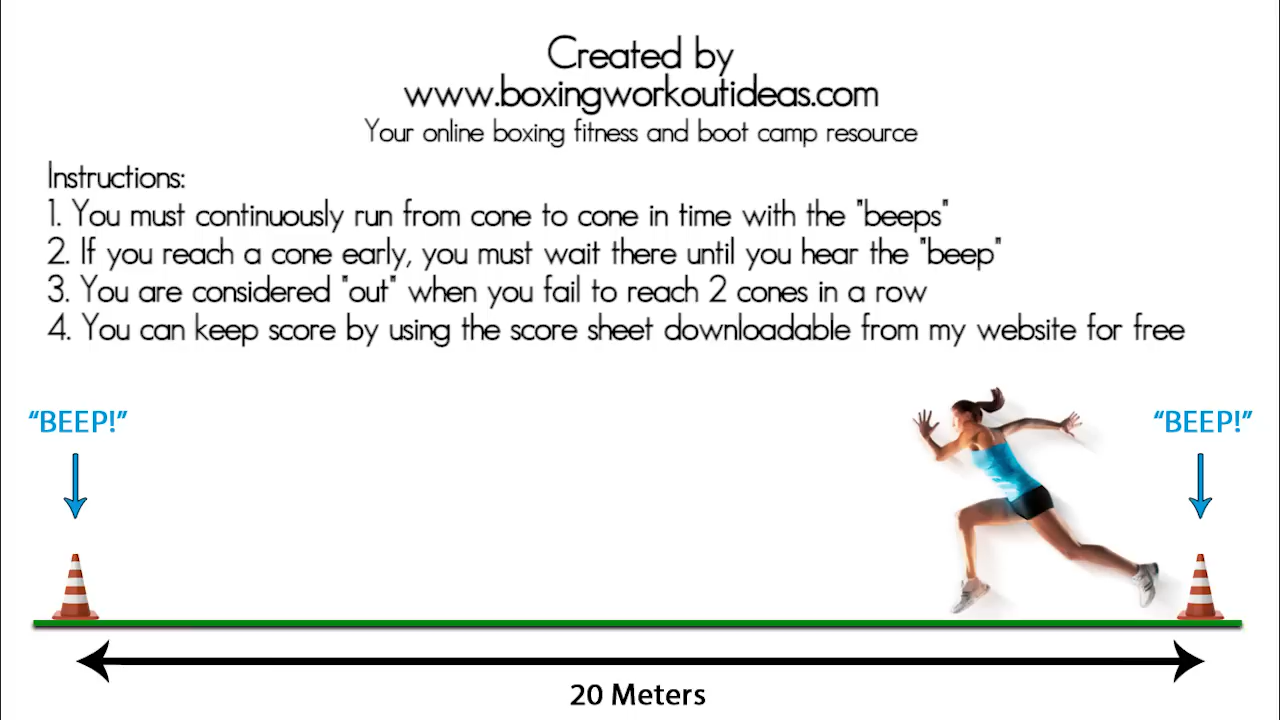 Created by
www.boxingworkoutideas.com
Your online boxing fitness and boot camp resource
Instructions:
1. You must continuously run from cone to cone in time with the "beeps"
2. If you reach a cone early, you must wait there until you hear the "beep"
3. You are considered "out" when you fail to reach 2 cones in a row
4. You can keep score by using the score sheet downloadable from my website for free
“BEEP!”
“BEEP!”
20 Meters